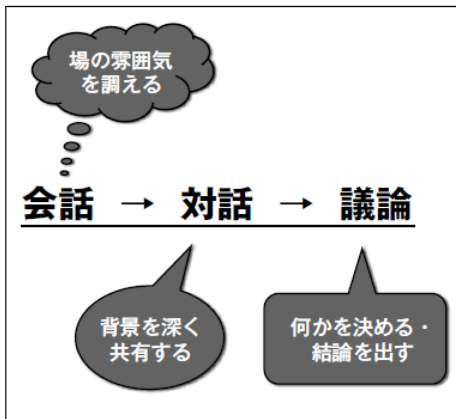 場の雰囲気
を調える
会話 → 対話 → 議論
背景を深く
共有する
何かを決める・
結論を出す